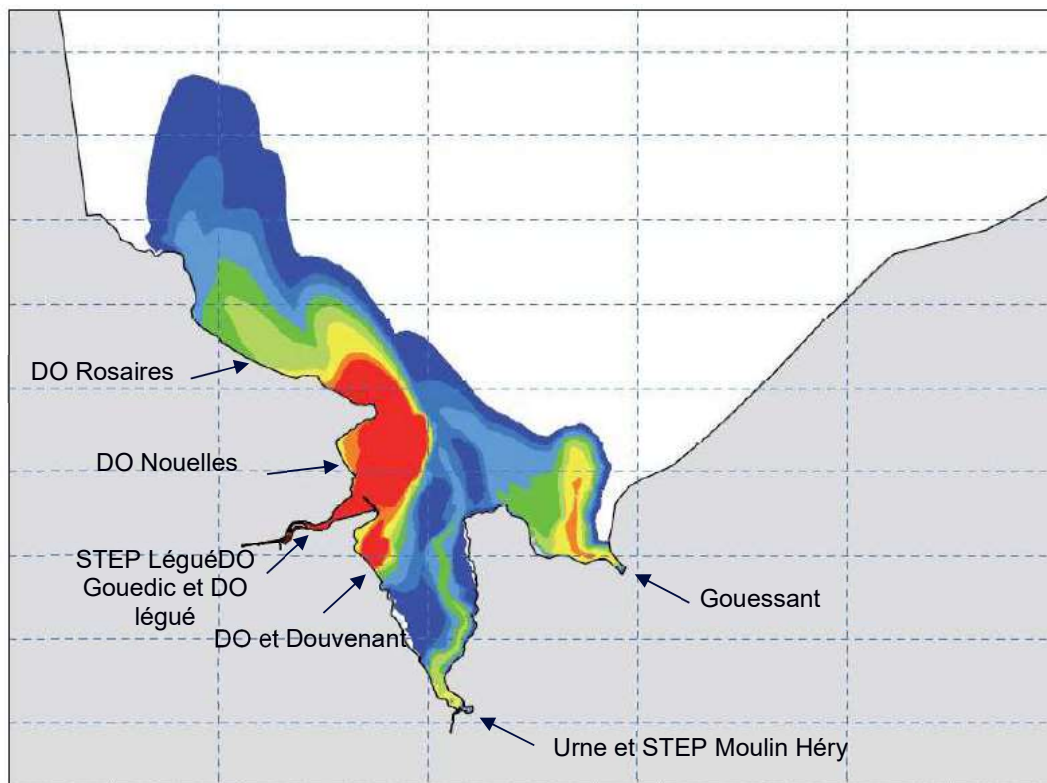 DO Rosaires
DO Nouelles
STEP LéguéDO
Gouedic et DO
légué
DO et Douvenant
Gouessant
Urne et STEP Moulin Héry